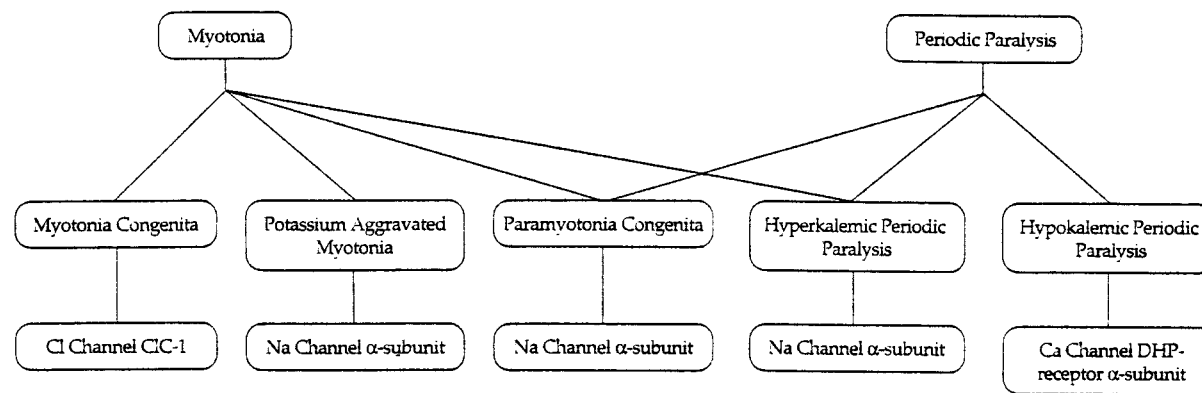 Myotonia
Periodic Paralysis
Myotonia Congenita
Potassium Aggravated
Myotonia
Paramyotonia Congenita
Hyperkalemic Periodic
Paralysis
Hypokalemic Periodic
Paralysis
Cl Channel ClC-1
Na Channel α-subunit
Na Channel α-subunit
Na Channel α-subunit
Ca Channel DHP-
receptor α-subunit